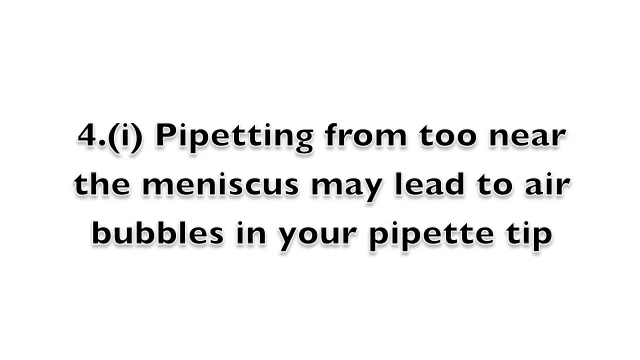 4.(i) Pipetting from too near
the meniscus may lead to air
bubbles in your pipette tip